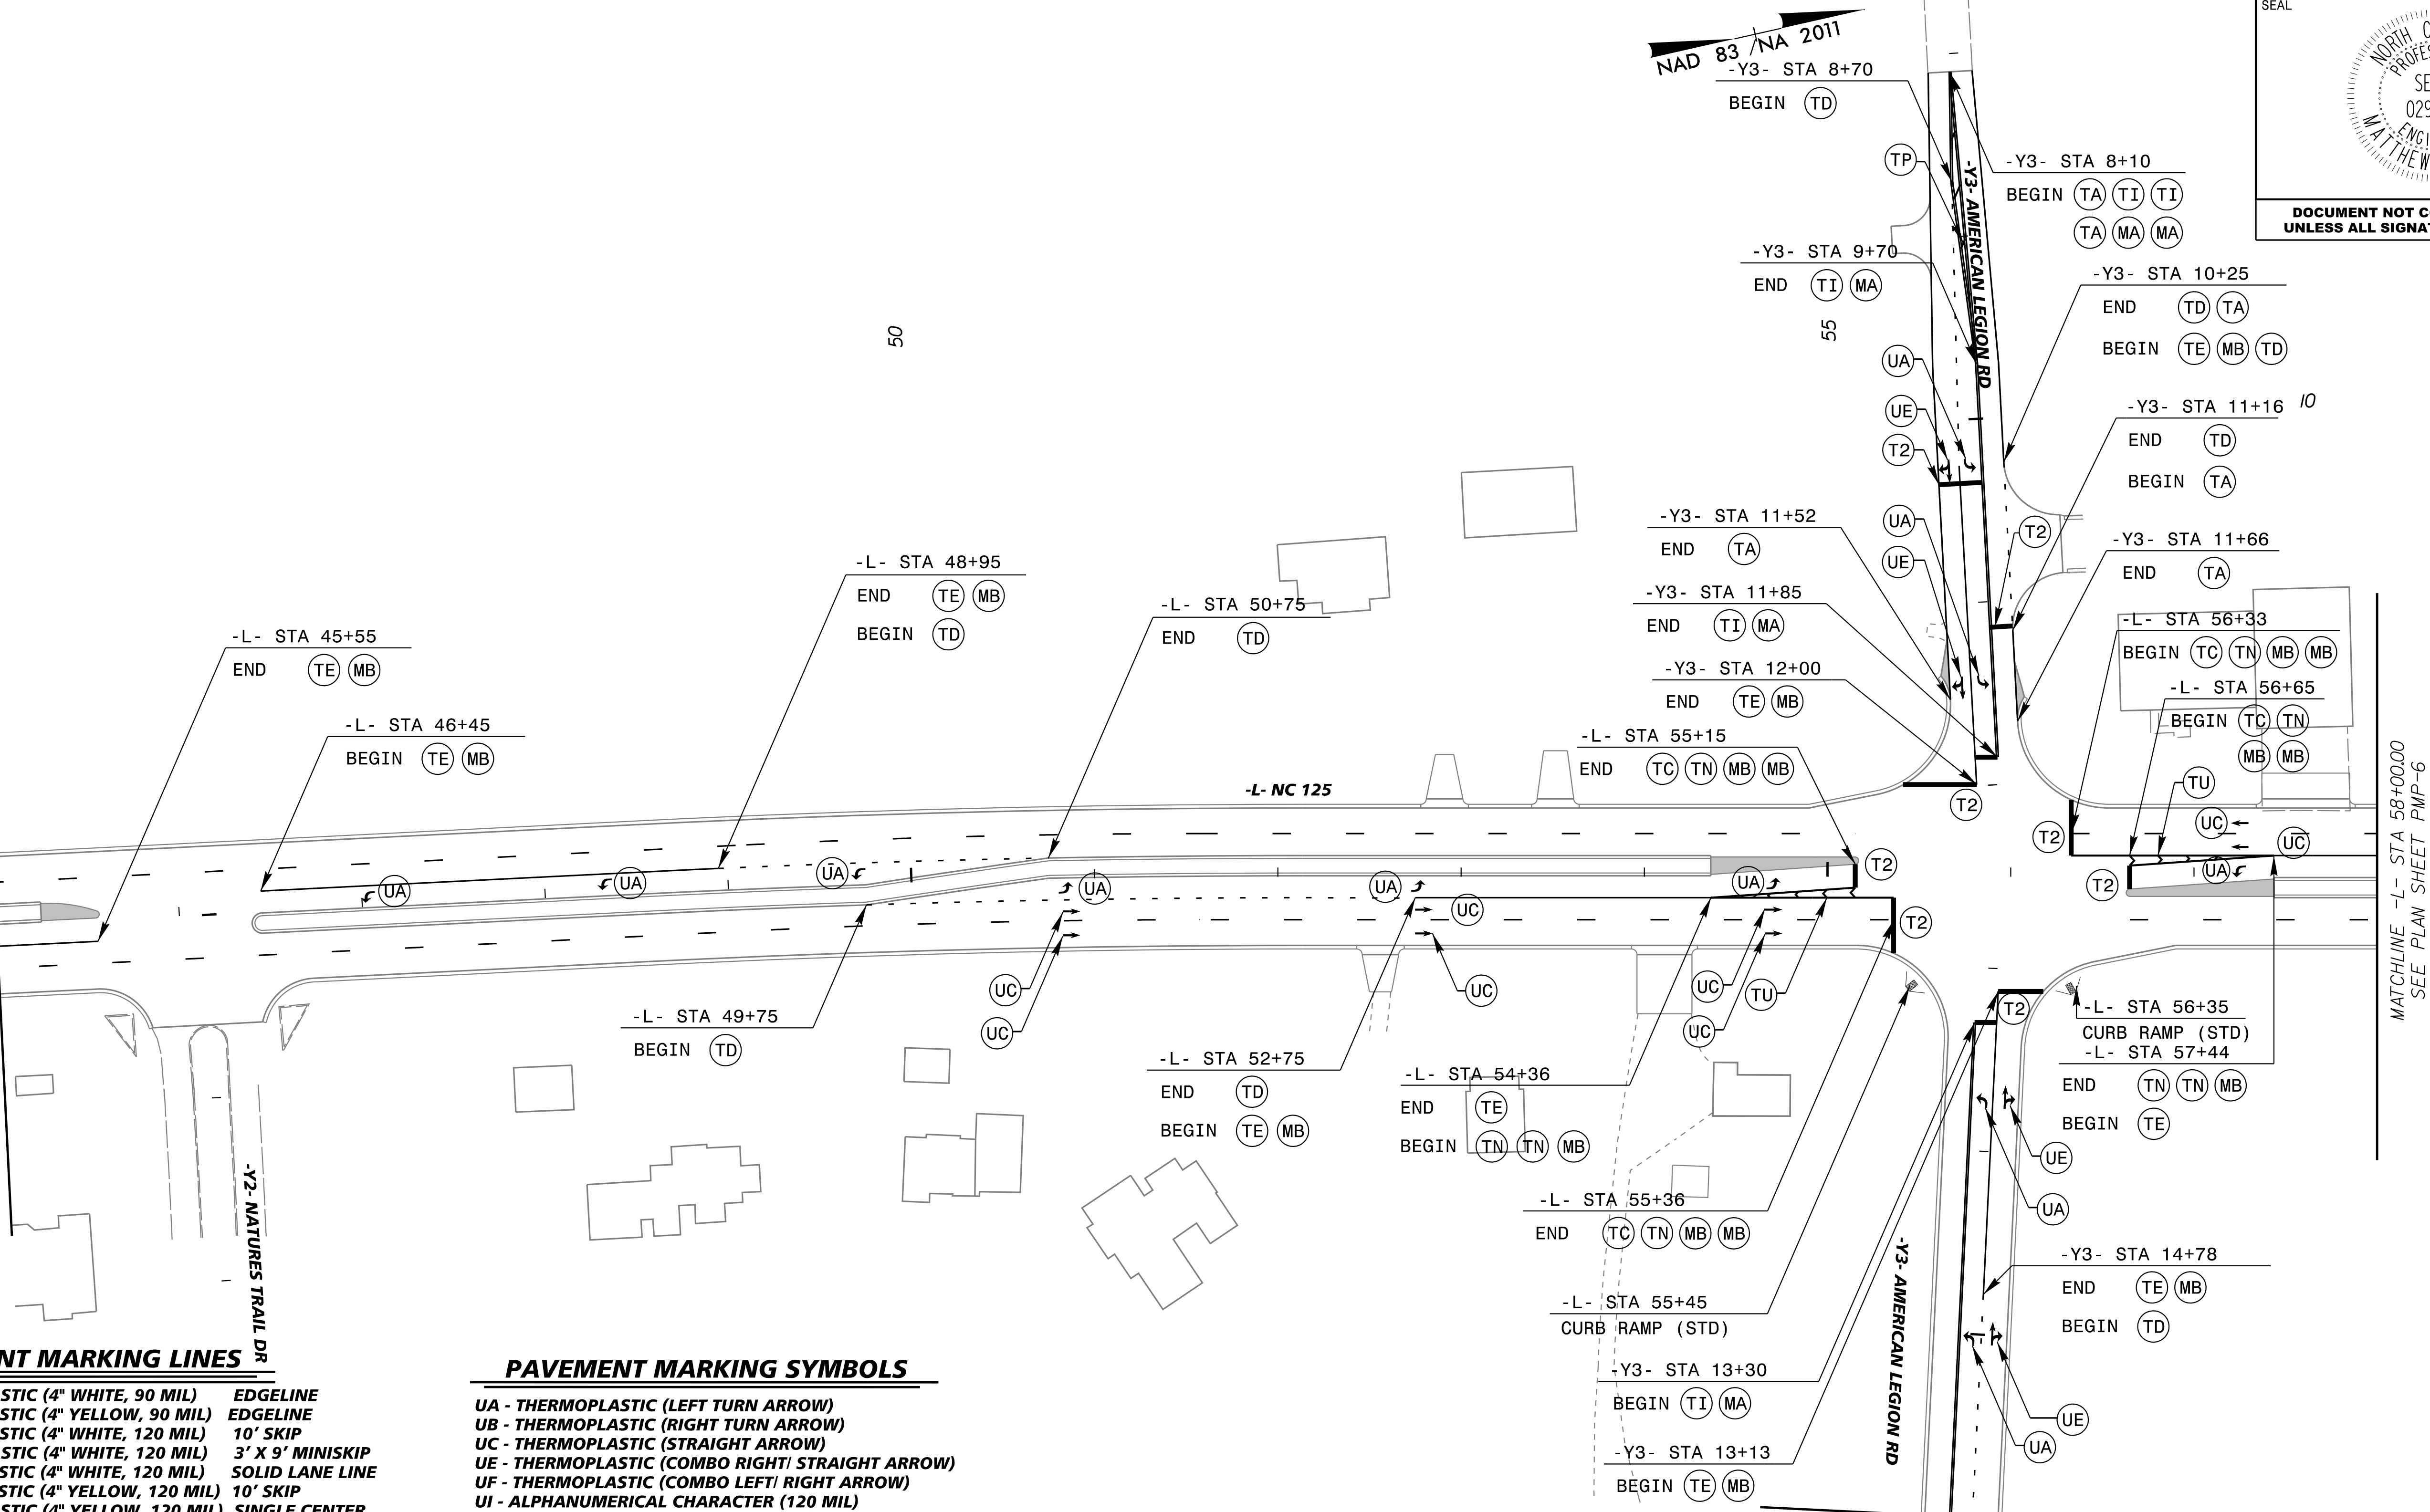 SEAL
NORTH C
PROFES
SE
029
ENGI
MATTHEW
DOCUMENT NOT C
UNLESS ALL SIGNA
NAD 83 /NA 2011
-Y3- STA 8+70
BEGIN TD
TP
-Y3- STA 8+10
BEGIN TA TI TI
TA MA MA
-Y3- AMERICAN LEGION RD
-Y3- STA 9+70
END TI MA
-Y3- STA 10+25
END TD TA
BEGIN TE MB TD
50
55
UA
UE
T2
-Y3- STA 11+16
10
END TD
BEGIN TA
-Y3- STA 11+52
END TA
UA
UE
T2
-Y3- STA 11+66
END TA
-Y3- STA 11+85
END TI MA
-Y3- STA 12+00
END TE MB
-L- STA 56+33
BEGIN TC TN MB MB
-L- STA 56+65
BEGIN TC TN
MB MB
-L- STA 55+15
END TC TN MB MB
-L- STA 48+95
END TE MB
BEGIN TD
-L- STA 50+75
END TD
-L- STA 45+55
END TE MB
-L- STA 46+45
BEGIN TE MB
-L- NC 125
T2
TU
UC
T2
UC
T2
UA
T2
UA
UA
UA
UA
UA
UA
UC
T2
MATCHLINE -L- STA 58+00.00
SEE PLAN SHEET PMP-6
UC
UC
UC
UC
TU
UC
T2
-L- STA 49+75
BEGIN TD
-L- STA 52+75
END TD
BEGIN TE MB
-L- STA 54+36
END TE
BEGIN TN TN MB
-L- STA 56+35
CURB RAMP (STD)
-L- STA 57+44
END TN TN MB
BEGIN TE
UE
UA
-L- STA 55+36
END TC TN MB MB
-L- STA 55+45
CURB RAMP (STD)
-Y3- STA 14+78
END TE MB
BEGIN TD
-Y3- STA 13+30
BEGIN TI MA
-Y3- STA 13+13
BEGIN TE MB
UE
UA
-Y3- AMERICAN LEGION RD
-Y2- NATURES TRAIL DR
NT MARKING LINES
STIC (4" WHITE, 90 MIL) EDGELINE
STIC (4" YELLOW, 90 MIL) EDGELINE
STIC (4" WHITE, 120 MIL) 10' SKIP
STIC (4" WHITE, 120 MIL) 3' X 9' MINISKIP
STIC (4" WHITE, 120 MIL) SOLID LANE LINE
STIC (4" YELLOW, 120 MIL) 10' SKIP
STIC (4" YELLOW, 120 MIL) SINGLE CENTER
PAVEMENT MARKING SYMBOLS
UA - THERMOPLASTIC (LEFT TURN ARROW)
UB - THERMOPLASTIC (RIGHT TURN ARROW)
UC - THERMOPLASTIC (STRAIGHT ARROW)
UE - THERMOPLASTIC (COMBO RIGHT/ STRAIGHT ARROW)
UF - THERMOPLASTIC (COMBO LEFT/ RIGHT ARROW)
UI - ALPHANUMERICAL CHARACTER (120 MIL)